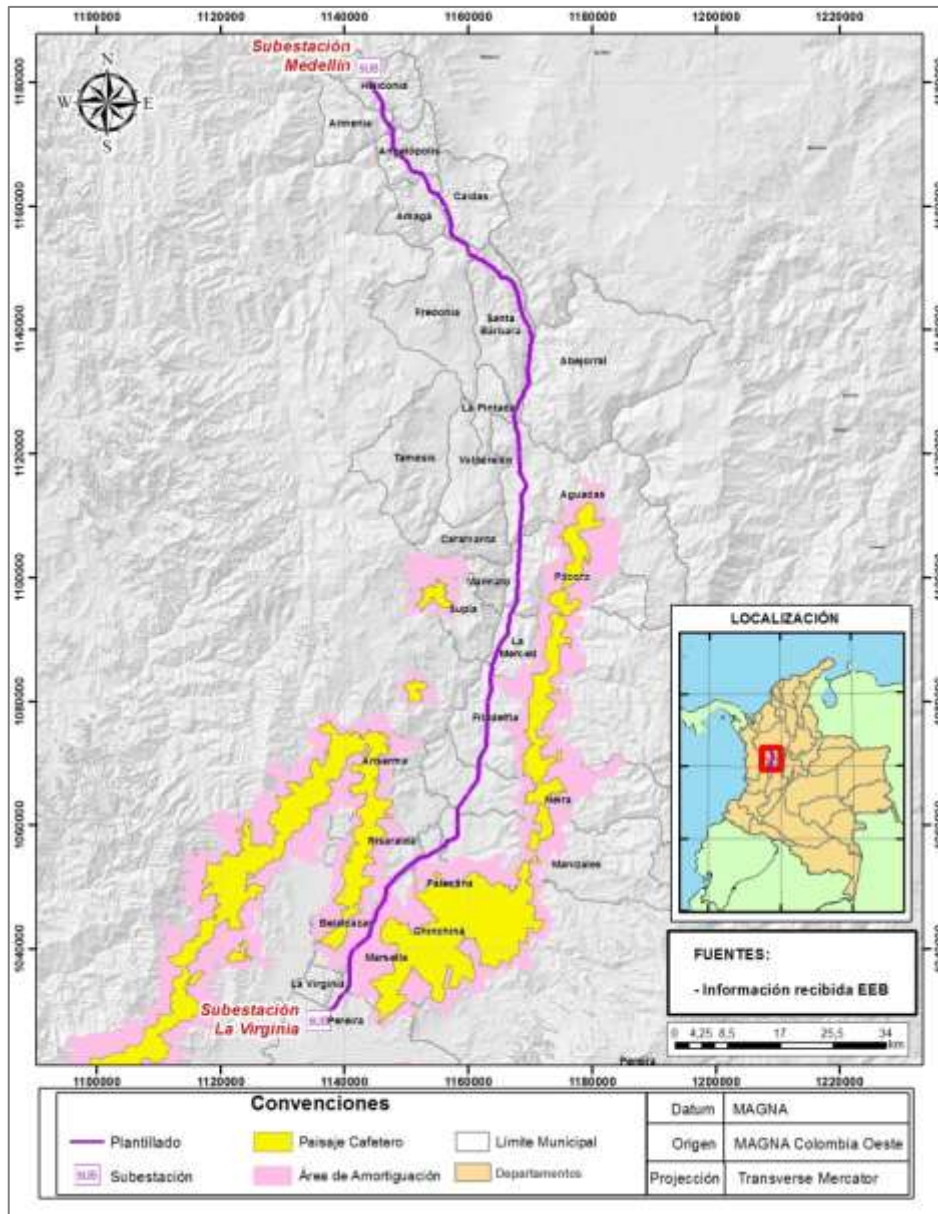 1100000 1120000 1140000 1160000 1180000 1200000 1220000
Subestación
Medellín
SUB
Heliconia
N
W E
S
Armenia
Angelópolis
Caldas
Amagá
Fredonia
Santa
Bárbara
Abejorral
La Pintada
Tamesis
Valparaíso
Aguadas
Caramanta
Marmato
Pácora
Supía
La
Merced
Filadelfia
Anserma
Neira
Risaralda
Manizales
Palestina
Belalcázar
Chinchiná
Marsella
La Virginia
Subestación
La Virginia
SUB
Pereira
Pereira
1160000
1140000
1120000
1100000
1080000
1060000
1040000
LOCALIZACIÓN
FUENTES:
- Información recibida EEB
0 4,25 8,5 17 25,5 34
km
1100000 1120000 1140000 1160000 1180000 1200000 1220000
Convenciones
Plantillado
Paisaje Cafetero
Límite Municipal
SUB Subestación
Área de Amortiguación
Departamentos
Datum MAGNA
Origen MAGNA Colombia Oeste
Projección Transverse Mercator